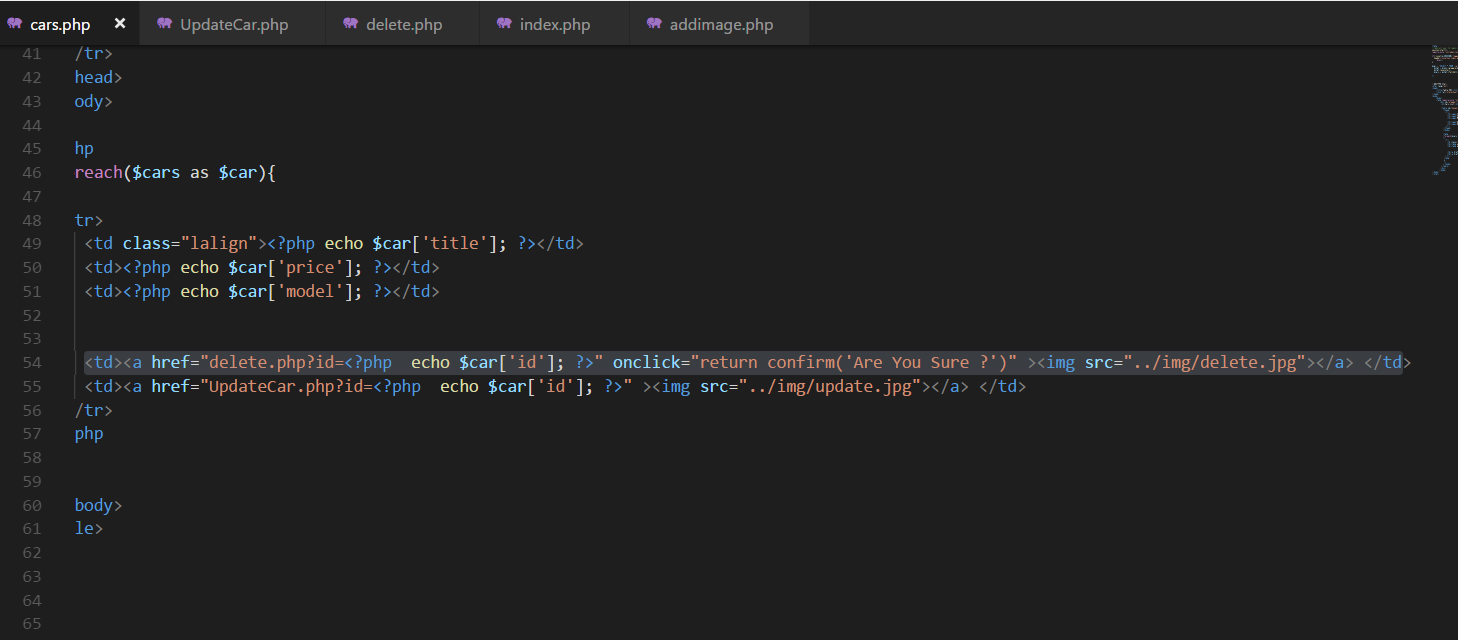 cars.php × UpdateCar.php delete.php index.php addimage.php
41 /tr>
42 head>
43 ody>
44
45 hp
46 reach($cars as $car){
47
48 tr>
49 <td class="lalign"><?php echo $car['title']; ?></td>
50 <td><?php echo $car['price']; ?></td>
51 <td><?php echo $car['model']; ?></td>
52
53
54 <td><a href="delete.php?id=<?php  echo $car['id']; ?>" onclick="return confirm('Are You Sure ?')" ><img src="../img/delete.jpg"></a> </td>
55 <td><a href="UpdateCar.php?id=<?php  echo $car['id']; ?>" ><img src="../img/update.jpg"></a> </td>
56 /tr>
57 php
58
59
60 body>
61 le>
62
63
64
65